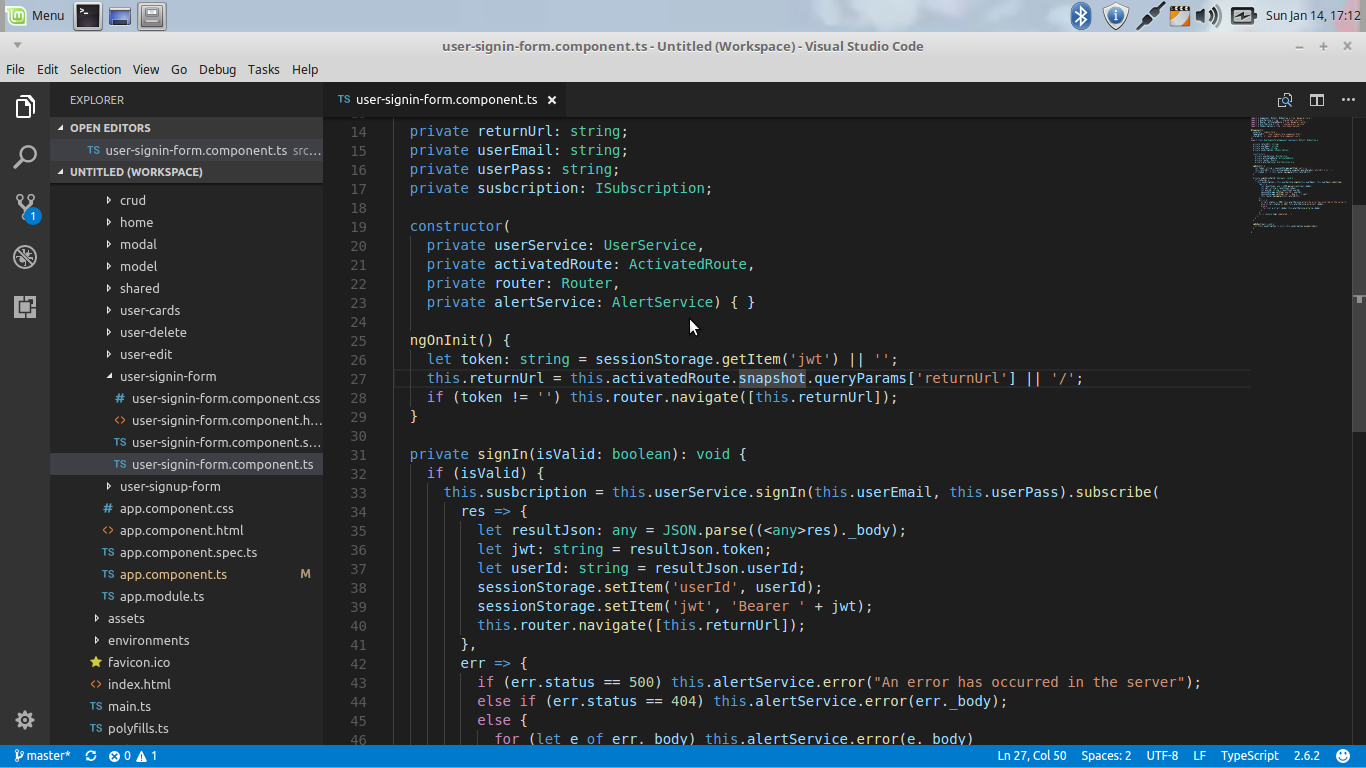 Menu
Sun Jan 14, 17:12
user-signin-form.component.ts - Untitled (Workspace) - Visual Studio Code
File Edit Selection View Go Debug Tasks Help
EXPLORER
OPEN EDITORS
TS user-signin-form.component.ts src...
UNTITLED (WORKSPACE)
crud
home
modal
model
shared
user-cards
user-delete
user-edit
user-signin-form
# user-signin-form.component.css
<> user-signin-form.component.h...
TS user-signin-form.component.s...
TS user-signin-form.component.ts
user-signup-form
# app.component.css
<> app.component.html
TS app.component.spec.ts
TS app.component.ts M
TS app.module.ts
assets
environments
favicon.ico
<> index.html
TS main.ts
TS polyfills.ts
1
TS user-signin-form.component.ts ×
14 private returnUrl: string;
15 private userEmail: string;
16 private userPass: string;
17 private susbcription: ISubscription;
18
19 constructor(
20 private userService: UserService,
21 private activatedRoute: ActivatedRoute,
22 private router: Router,
23 private alertService: AlertService) { }
24
25 ngOnInit() {
26 let token: string = sessionStorage.getItem('jwt') || '';
27 this.returnUrl = this.activatedRoute.snapshot.queryParams['returnUrl'] || '/';
28 if (token != '') this.router.navigate([this.returnUrl]);
29 }
30
31 private signIn(isValid: boolean): void {
32 if (isValid) {
33 this.susbcription = this.userService.signIn(this.userEmail, this.userPass).subscribe(
34 res => {
35 let resultJson: any = JSON.parse((<any>res)._body);
36 let jwt: string = resultJson.token;
37 let userId: string = resultJson.userId;
38 sessionStorage.setItem('userId', userId);
39 sessionStorage.setItem('jwt', 'Bearer ' + jwt);
40 this.router.navigate([this.returnUrl]);
41 },
42 err => {
43 if (err.status == 500) this.alertService.error("An error has occurred in the server");
44 else if (err.status == 404) this.alertService.error(err._body);
45 else {
46 for (let e of err._body) this.alertService.error(e._body)
master* 0 1 Ln 27, Col 50 Spaces: 2 UTF-8 LF TypeScript 2.6.2